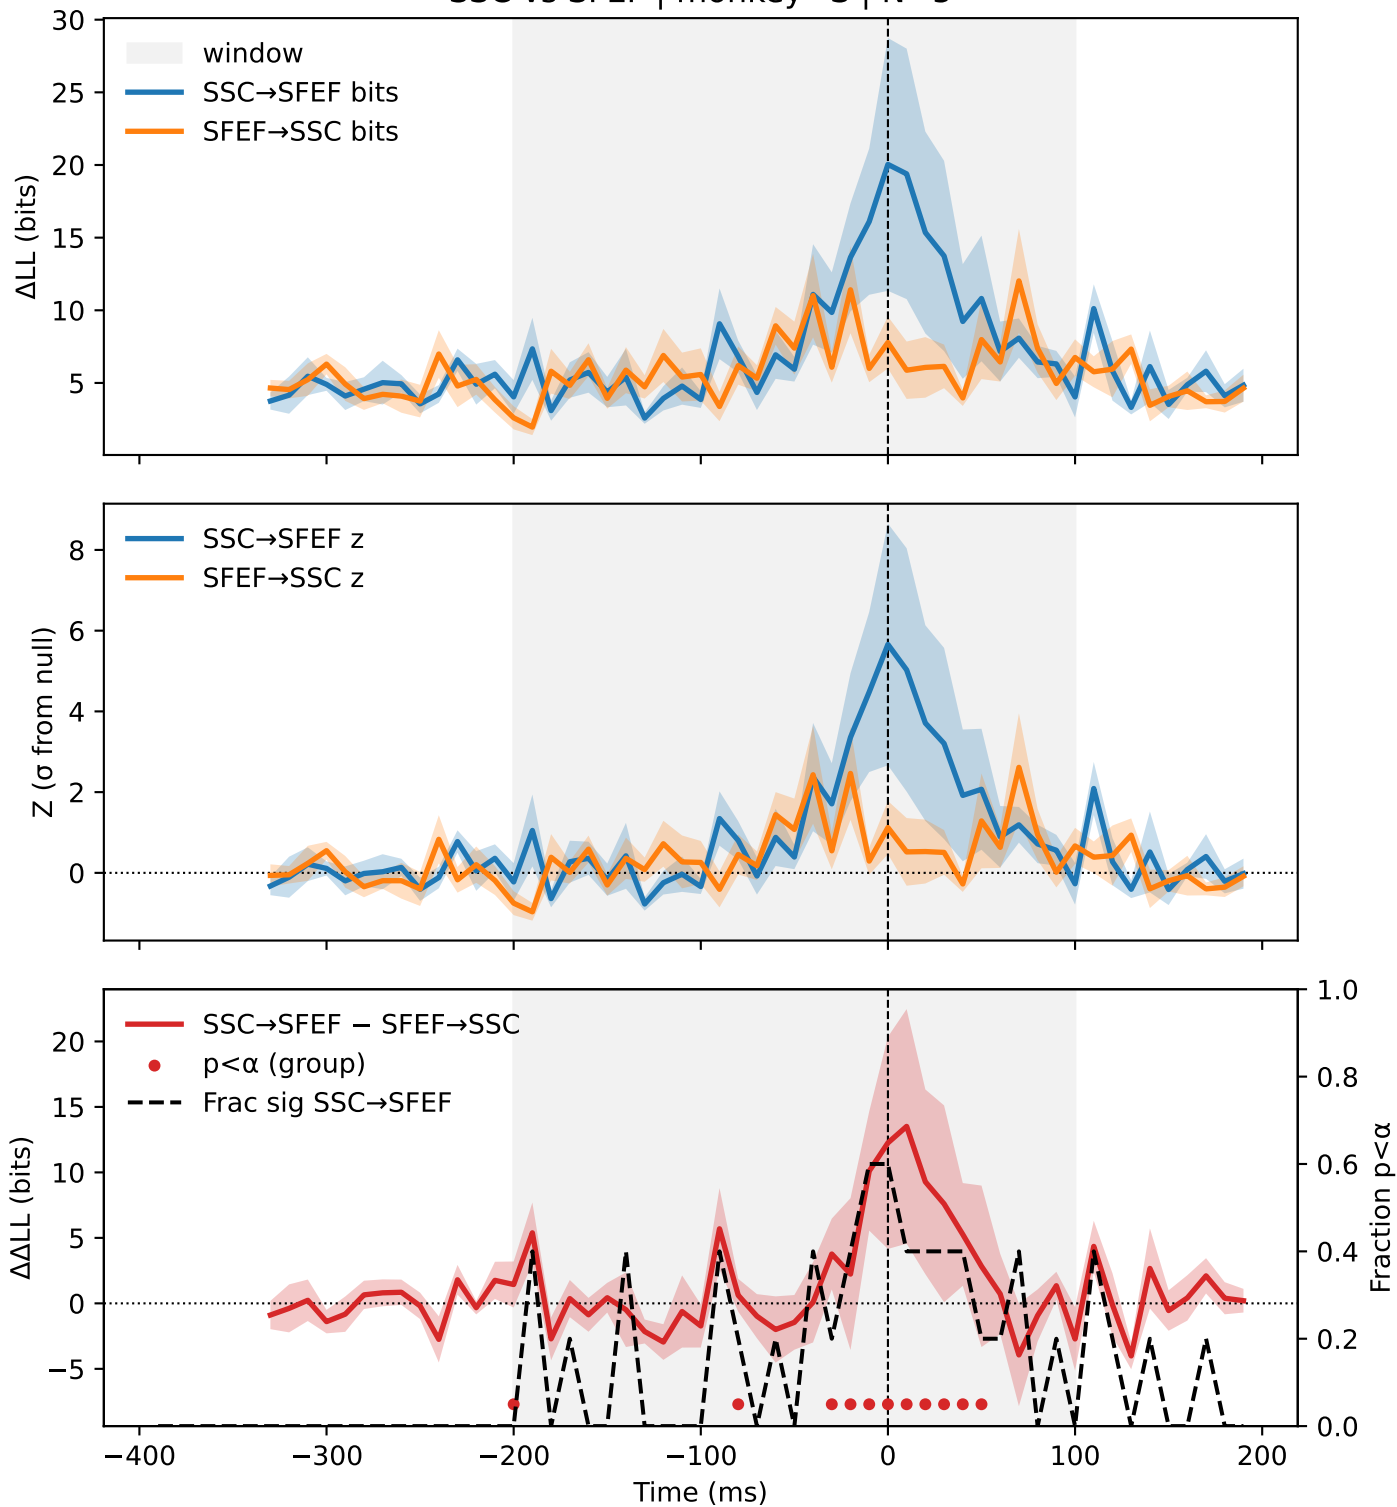 30
25
20
15
10
5
ΔLL (bits)
window
SSC→SFEF bits
SFEF→SSC bits
8
6
4
2
0
Z (σ from null)
SSC→SFEF z
SFEF→SSC z
20
15
10
5
0
−5
ΔΔLL (bits)
SSC→SFEF − SFEF→SSC
p<α (group)
Frac sig SSC→SFEF
1.0
0.8
0.6
0.4
0.2
0.0
Fraction p<α
−400 −300 −200 −100 0 100 200
Time (ms)